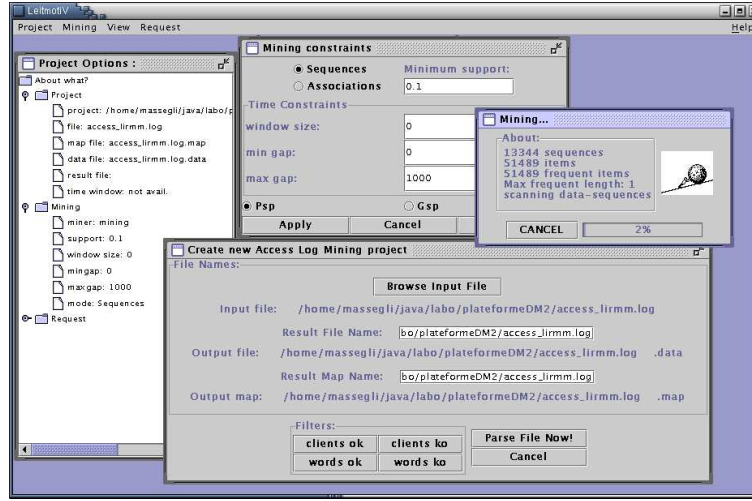 LeitmotiV
Project Mining View Request
Help
Project Options :
About what?
Project
project: /home/massegli/java/labo/p
file: access_lirmm.log
map file: access_lirmm.log.map
data file: access_lirmm.log.data
result file:
time window: not avail.
Mining
miner: mining
support: 0.1
window size: 0
mingap: 0
maxgap: 1000
mode: Sequences
Request
Mining constraints
Sequences
Minimum support:
Associations
0.1
Time Constraints
window size:
0
min gap:
0
max gap:
1000
Psp
Gsp
Apply
Cancel
Mining...
About:
13344 sequences
51489 items
51489 frequent items
Max frequent length: 1
scanning data-sequences
CANCEL
2%
Create new Access Log Mining project
File Names:
Browse Input File
Input file: /home/massegli/java/labo/plateformeDM2/access_lirmm.log
Result File Name: bo/plateformeDM2/access_lirmm.log
Output file: /home/massegli/java/labo/plateformeDM2/access_lirmm.log .data
Result Map Name: bo/plateformeDM2/access_lirmm.log
Output map: /home/massegli/java/labo/plateformeDM2/access_lirmm.log .map
Filters:
clients ok
clients ko
words ok
words ko
Parse File Now!
Cancel